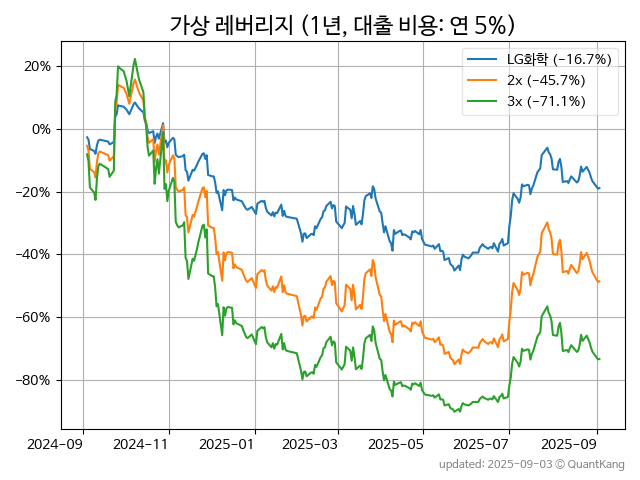 가상 레버리지 (1년, 대출 비용: 연 5%)
LG화학 (−16.7%)
2x (−45.7%)
3x (−71.1%)
20%
0%
−20%
−40%
−60%
−80%
2024-09 2024-11 2025-01 2025-03 2025-05 2025-07 2025-09
updated: 2025-09-03 © QuantKang